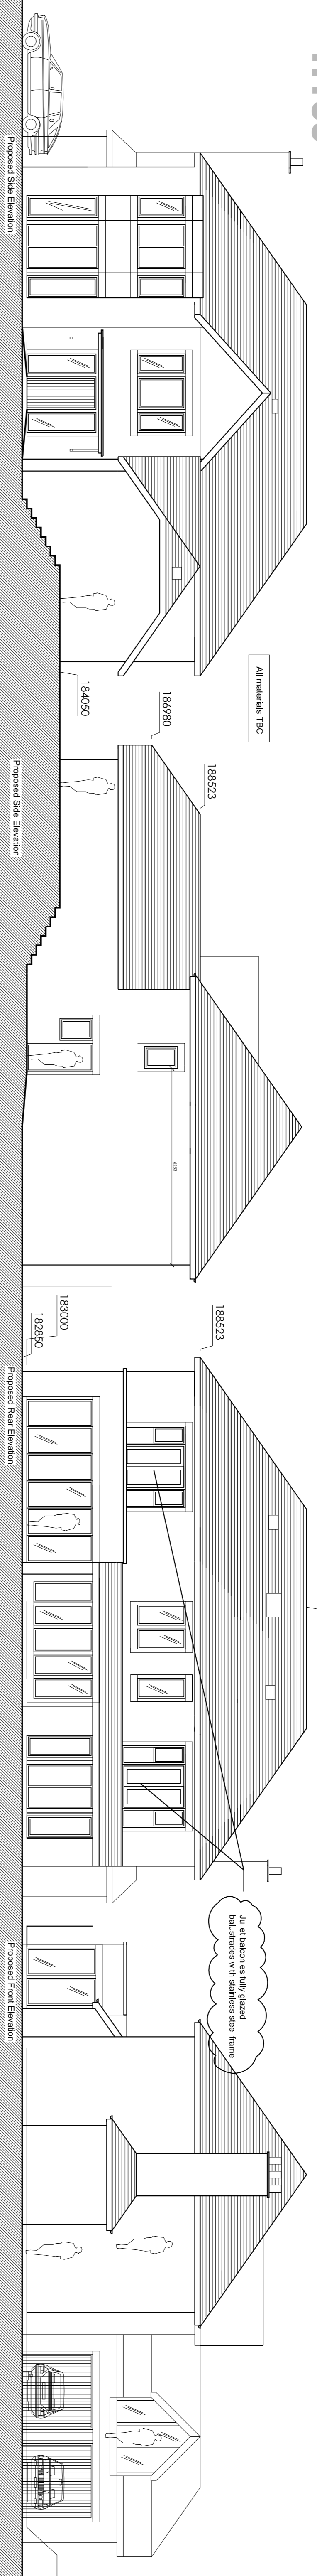 All materials TBC
184050
186980
188523
Proposed Side Elevation
Proposed Side Elevation
188523
183000
182850
Proposed Rear Elevation
Juliet balconies fully glazed
balustrades with stainless steel frame
Proposed Front Elevation